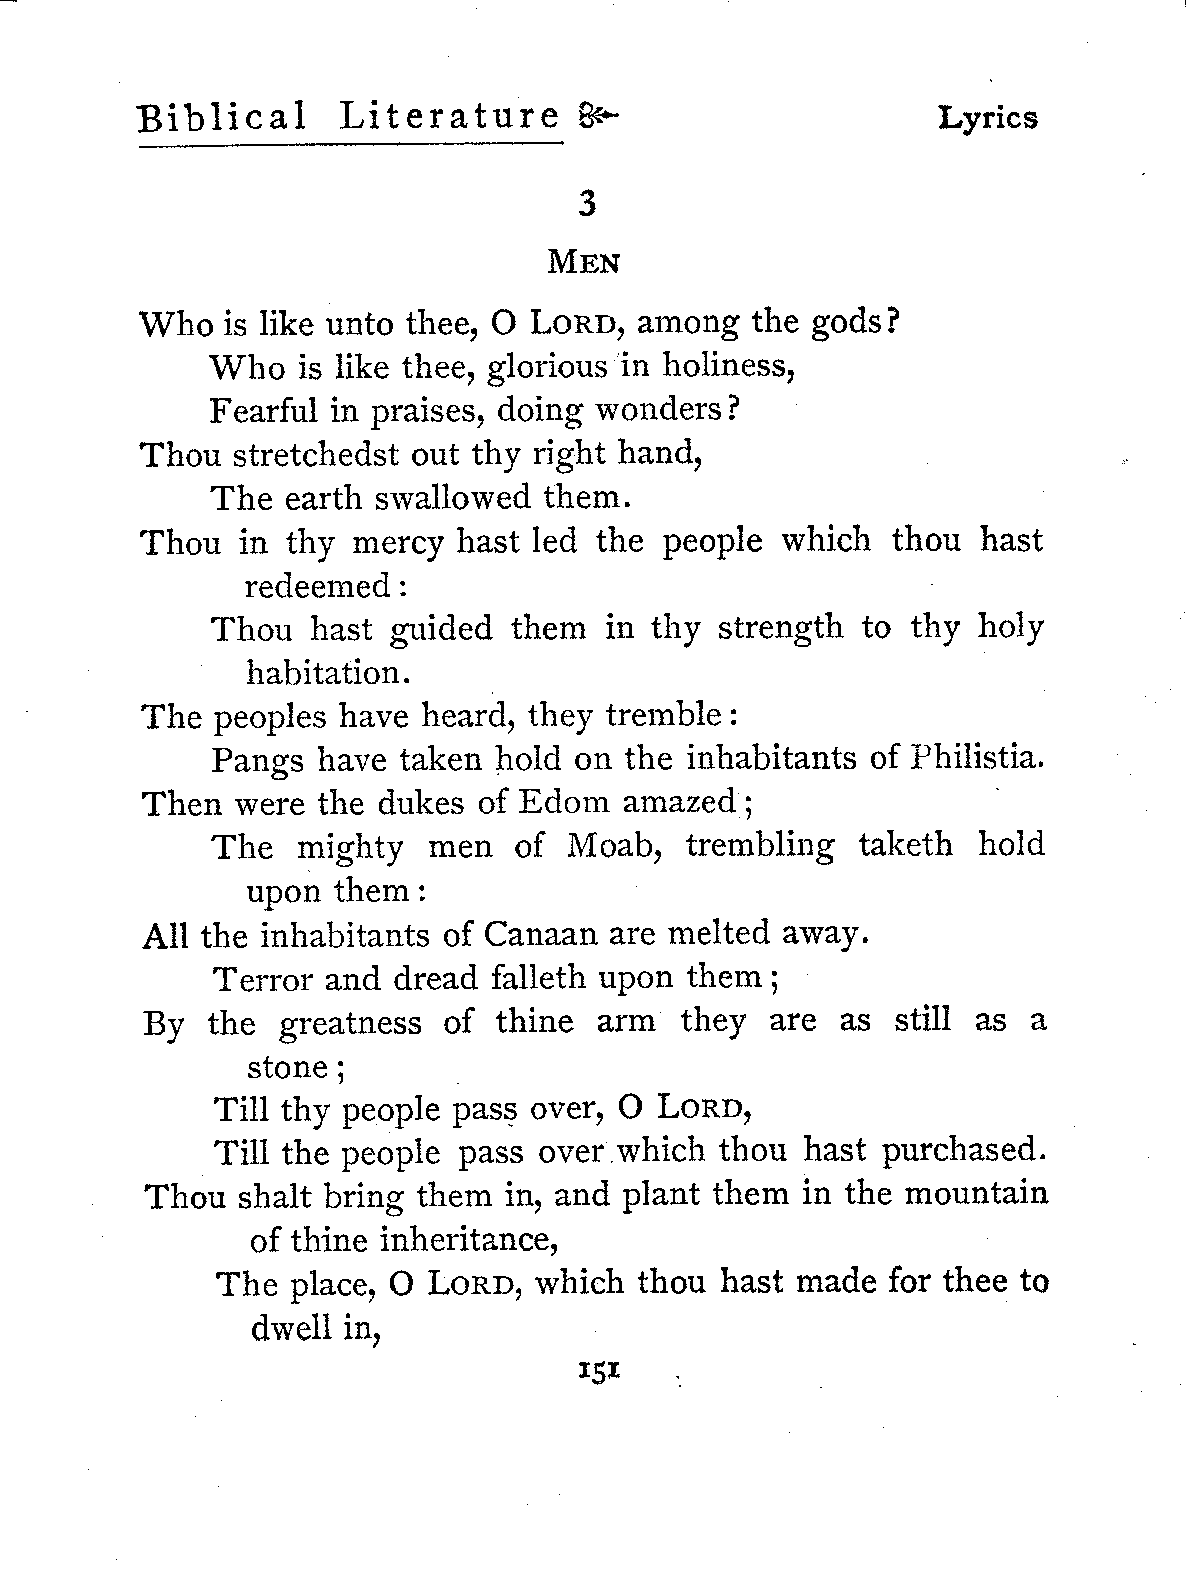 Biblical Literature Lyrics
3
MEN
Who is like unto thee, O LORD, among the gods?
Who is like thee, glorious in holiness,
Fearful in praises, doing wonders?
Thou stretchedst out thy right hand,
The earth swallowed them.
Thou in thy mercy hast led the people which thou hast
redeemed:
Thou hast guided them in thy strength to thy holy
habitation.
The peoples have heard, they tremble:
Pangs have taken hold on the inhabitants of Philistia.
Then were the dukes of Edom amazed;
The mighty men of Moab, trembling taketh hold
upon them:
All the inhabitants of Canaan are melted away.
Terror and dread falleth upon them;
By the greatness of thine arm they are as still as a
stone;
Till thy people pass over, O LORD,
Till the people pass over which thou hast purchased.
Thou shalt bring them in, and plant them in the mountain
of thine inheritance,
The place, O LORD, which thou hast made for thee to
dwell in,
151